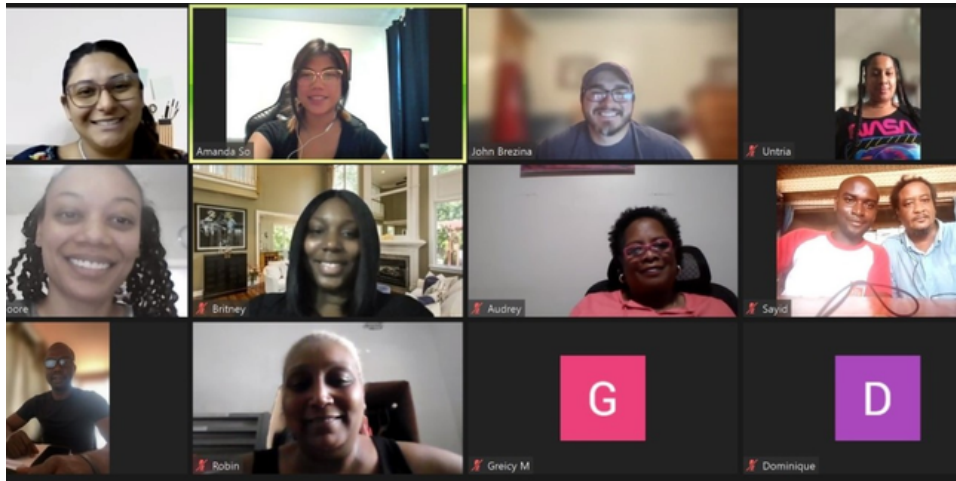 Amanda So
John Brezina
Untria
NASA
oore
Britney
Audrey
Sayid
Robin
G
Greicy M
D
Dominique